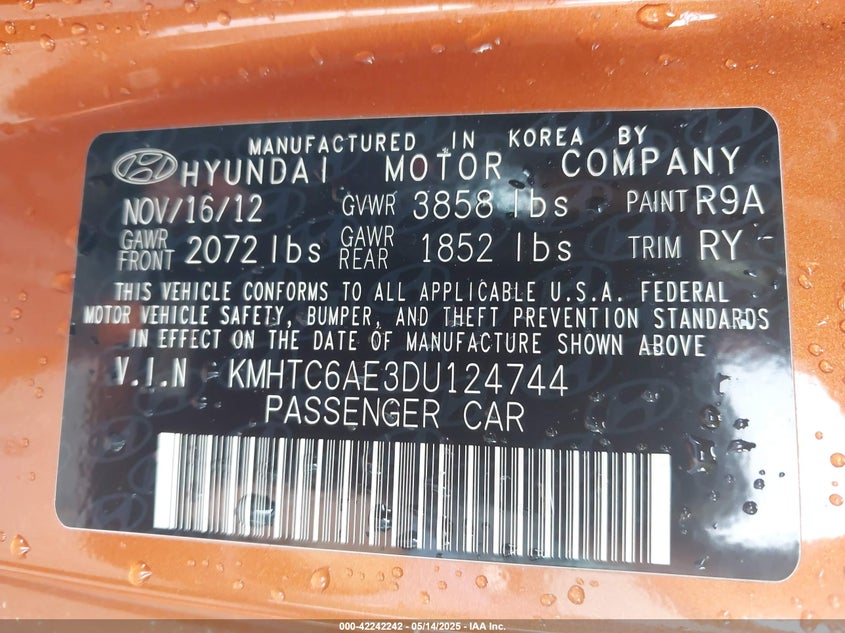 MANUFACTURED IN KOREA BY
HYUNDAI MOTOR COMPANY
NOV/16/12 GVWR 3858 lbs PAINT R9A
GAWR FRONT 2072 lbs GAWR REAR 1852 lbs TRIM RY
THIS VEHICLE CONFORMS TO ALL APPLICABLE U.S.A. FEDERAL
MOTOR VEHICLE SAFETY, BUMPER, AND THEFT PREVENTION STANDARDS
IN EFFECT ON THE DATE OF MANUFACTURE SHOWN ABOVE
V.I.N KMHTC6AE3DU124744
PASSENGER CAR
000-42242242 - 05/14/2025 - IAA Inc.